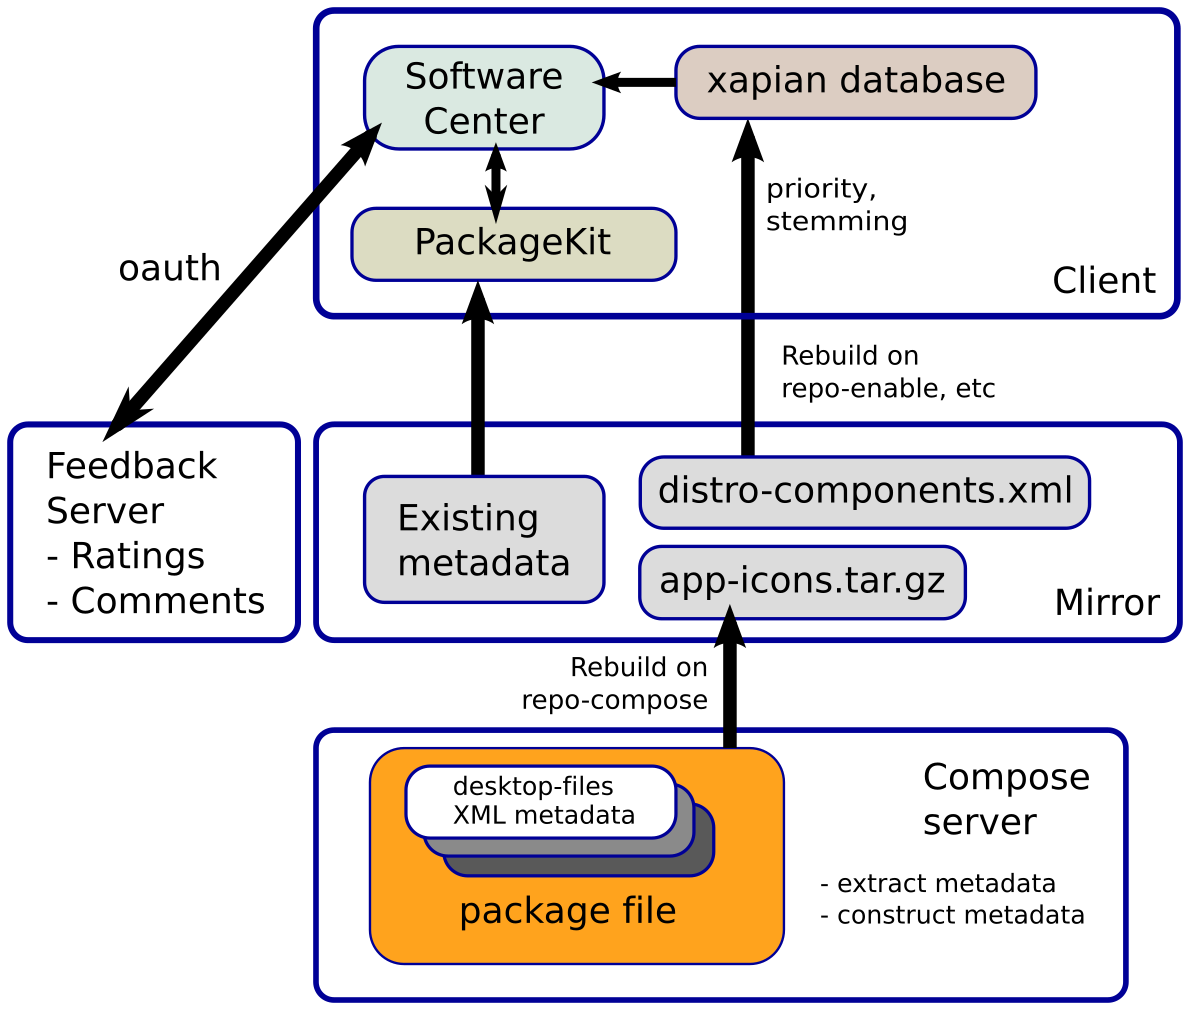 Software
Center
xapian database
priority,
stemming
PackageKit
Client
oauth
Rebuild on
repo-enable, etc
Feedback
Server
- Ratings
- Comments
Existing
metadata
distro-components.xml
app-icons.tar.gz
Mirror
Rebuild on
repo-compose
desktop-files
XML metadata
package file
Compose
server
- extract metadata
- construct metadata